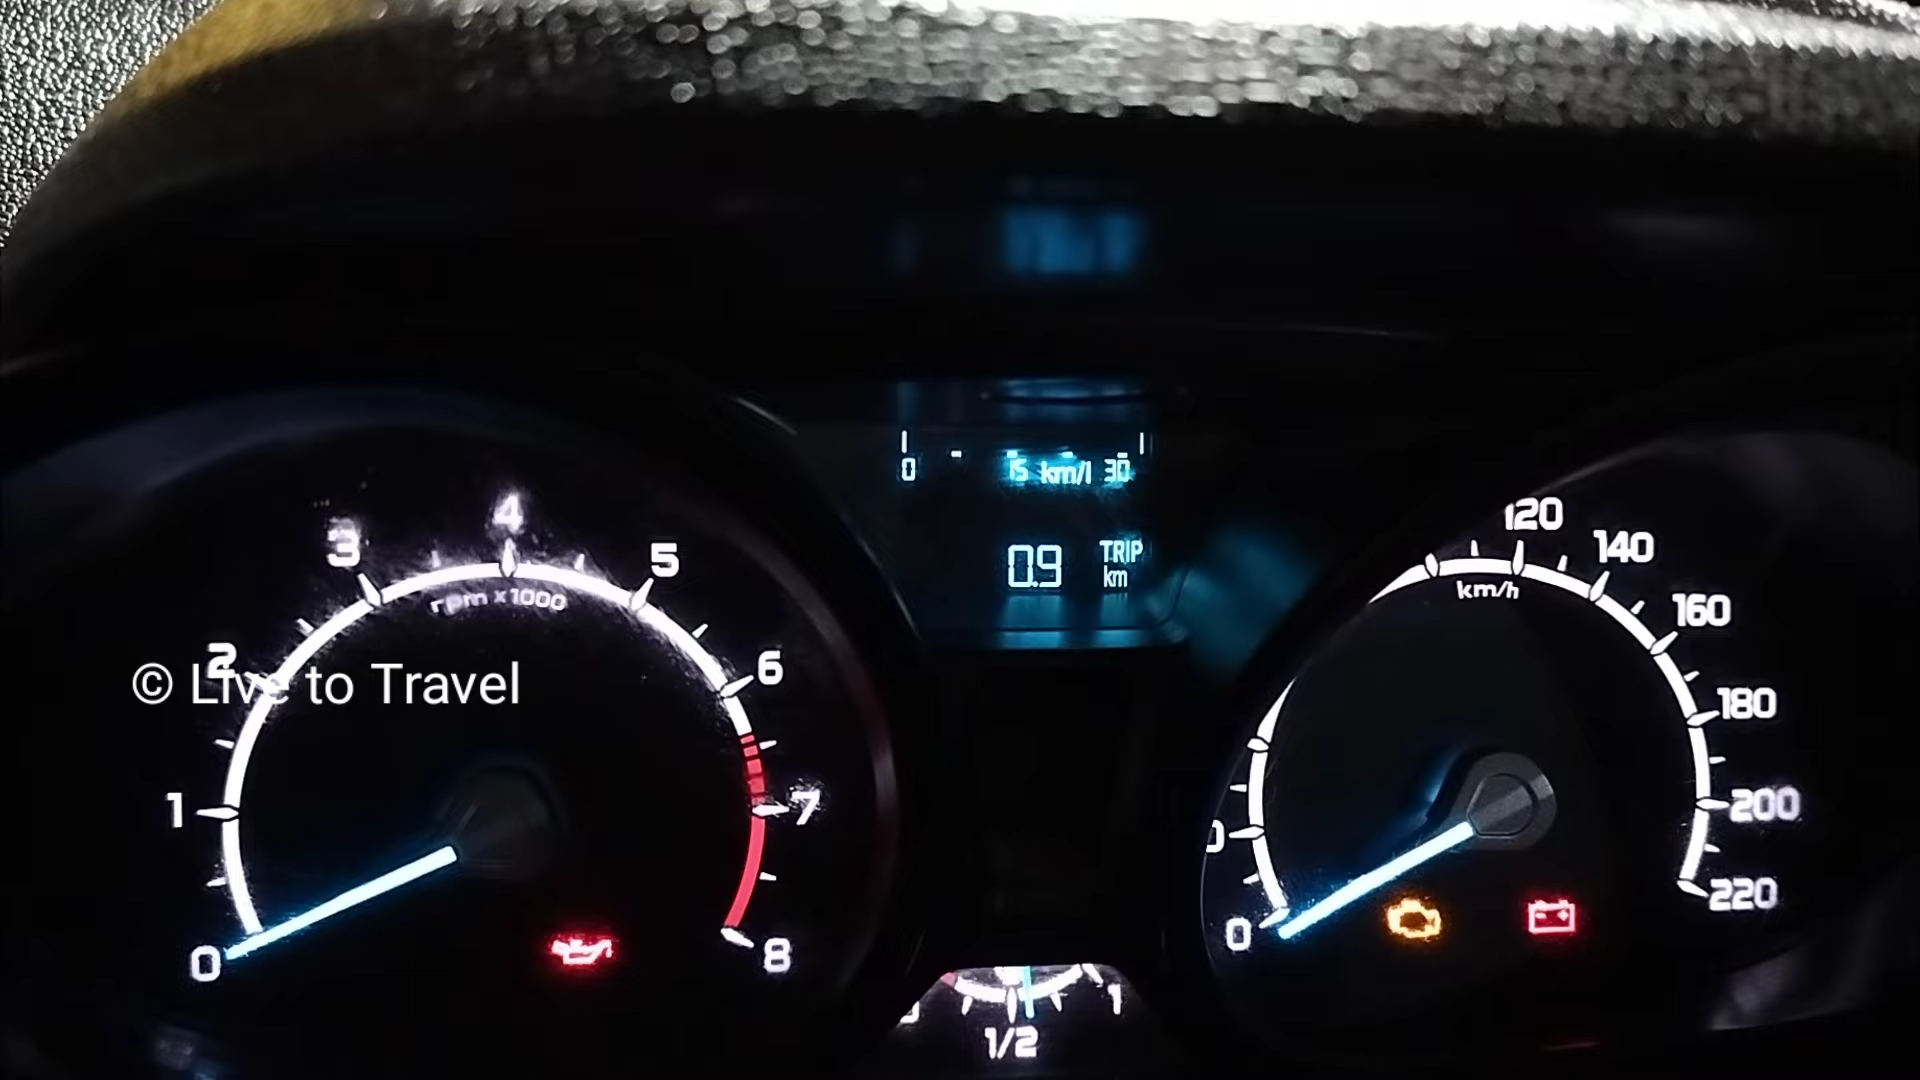 0 15 km/l 30
0.9 TRIP
km
0 1 2 3 4 5 6 7 8
rpm x1000
© Live to Travel
0 120 140 160 180 200 220
km/h
1/2 1